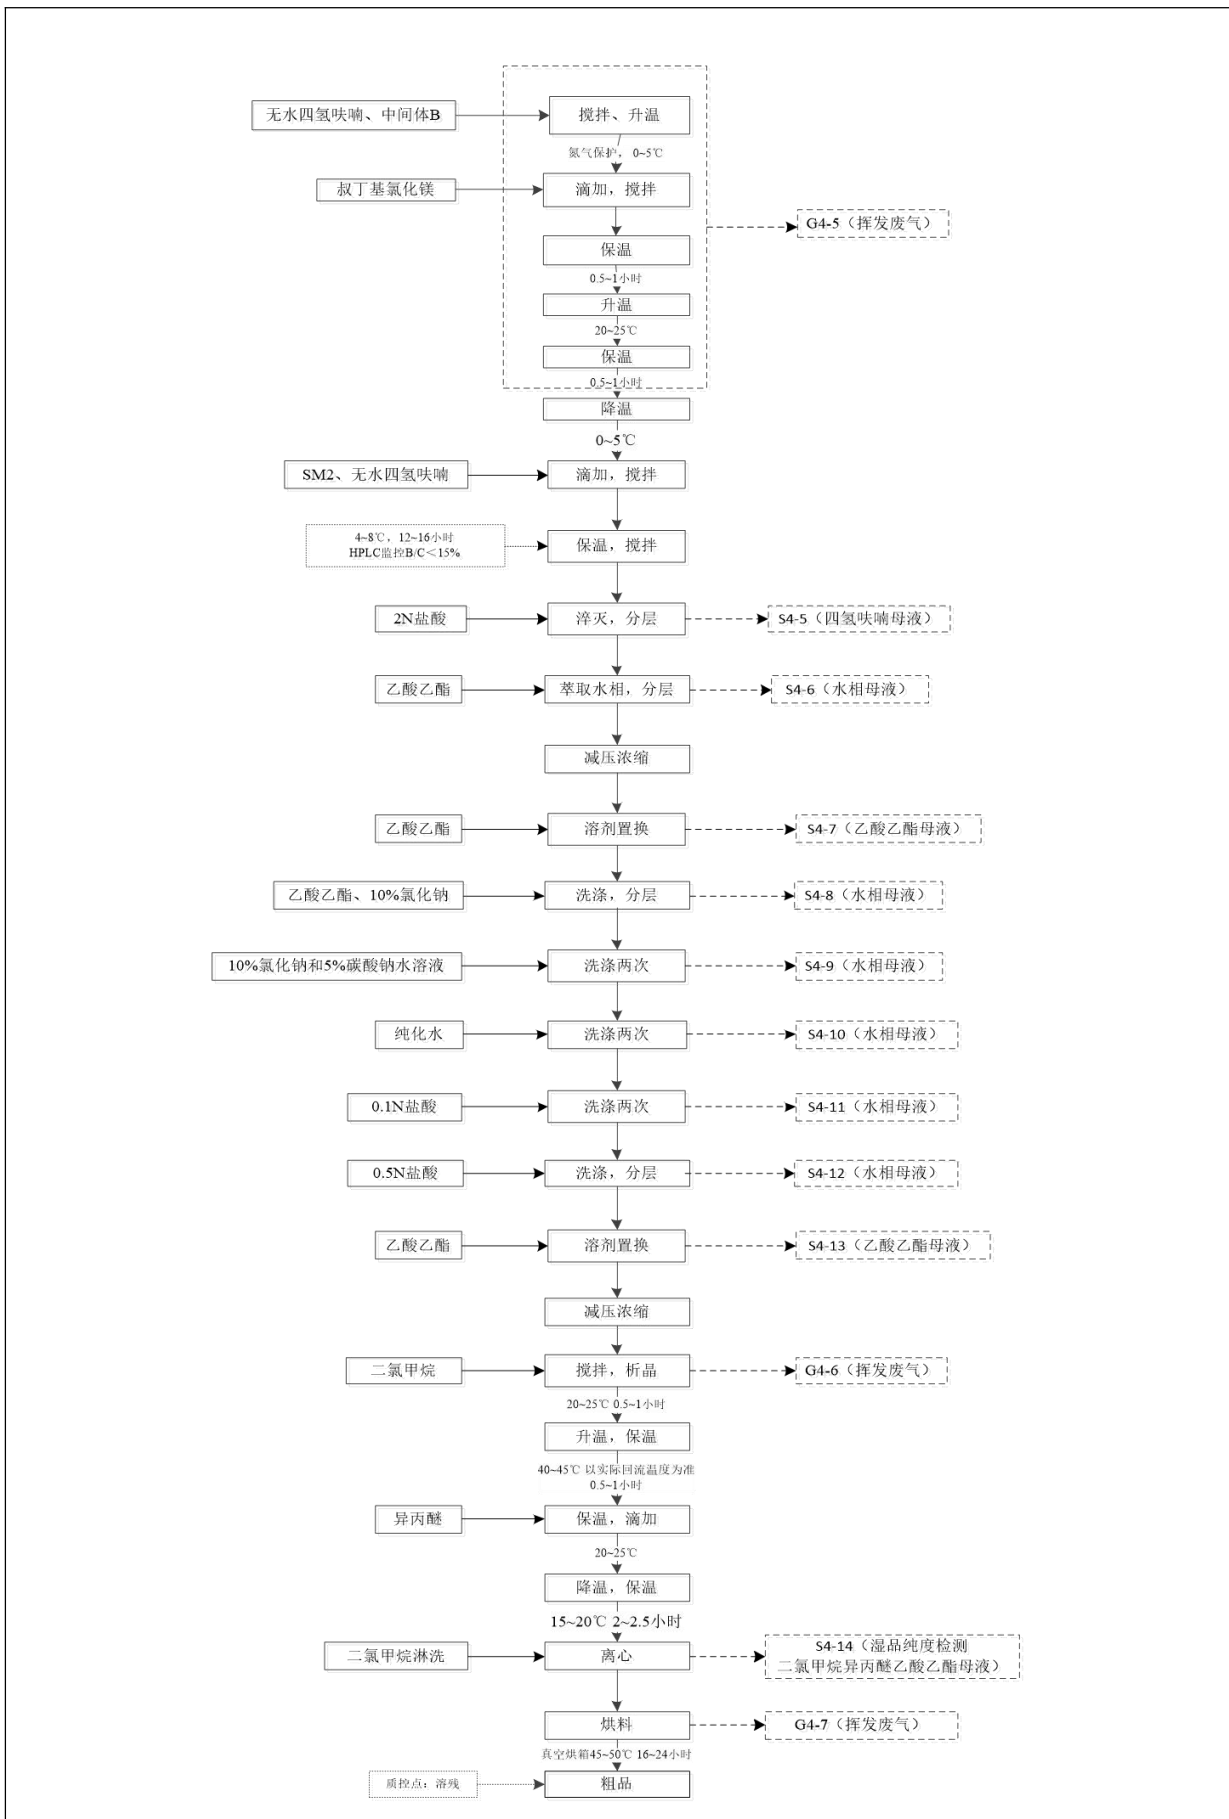 无水四氢呋喃、中间体B
搅拌、升温
氮气保护，0~5℃
叔丁基氯化镁
滴加，搅拌
G4-5（挥发废气）
保温
0.5~1小时
升温
20~25℃
保温
0.5~1小时
降温
0~5℃
SM2、无水四氢呋喃
滴加，搅拌
4~8℃，12~16小时
HPLC监控B/C＜15%
保温，搅拌
2N盐酸
淬灭，分层
S4-5（四氢呋喃母液）
乙酸乙酯
萃取水相，分层
S4-6（水相母液）
减压浓缩
乙酸乙酯
溶剂置换
S4-7（乙酸乙酯母液）
乙酸乙酯、10%氯化钠
洗涤，分层
S4-8（水相母液）
10%氯化钠和5%碳酸钠水溶液
洗涤两次
S4-9（水相母液）
纯化水
洗涤两次
S4-10（水相母液）
0.1N盐酸
洗涤两次
S4-11（水相母液）
0.5N盐酸
洗涤，分层
S4-12（水相母液）
乙酸乙酯
溶剂置换
S4-13（乙酸乙酯母液）
减压浓缩
二氯甲烷
搅拌，析晶
G4-6（挥发废气）
20~25℃ 0.5~1小时
升温，保温
40~45℃ 以实际回流温度为准
0.5~1小时
异丙醚
保温，滴加
20~25℃
降温，保温
15~20℃ 2~2.5小时
二氯甲烷淋洗
离心
S4-14（湿品纯度检测
二氯甲烷异丙醚乙酸乙酯母液）
烘料
G4-7（挥发废气）
真空烘箱45~50℃ 16~24小时
质控点：溶残
粗品